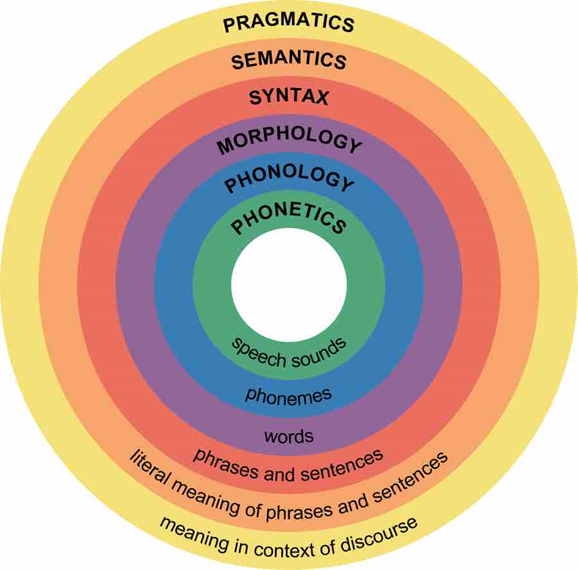 PRAGMATICS
SEMANTICS
SYNTAX
MORPHOLOGY
PHONOLOGY
PHONETICS
speech sounds
phonemes
words
phrases and sentences
literal meaning of phrases and sentences
meaning in context of discourse